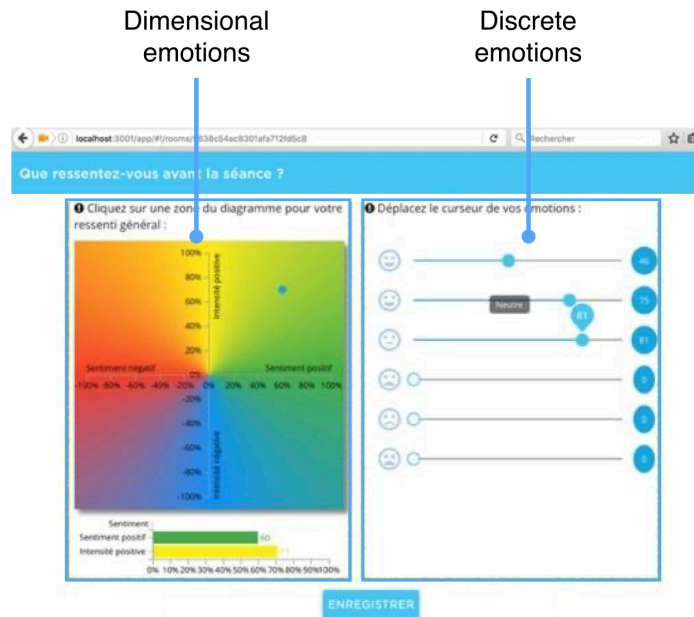 Dimensional
emotions
Discrete
emotions
Rechercher
Que ressentez-vous avant la séance ?
Cliquez sur une zone du diagramme pour votre
ressenti général :
100%
80%
60%
40%
20%
0%
-20%
-40%
-60%
-80%
-100%
Intensité positive
Intensité négative
Sentiment négatif
Sentiment positif
-100% -80% -60% -40% -20% 0% 20% 40% 60% 80% 100%
Sentiment :
Sentiment positif
60
Intensité positive
71
0% 10% 20% 30% 40% 50% 60% 70% 80% 90% 100%
Déplacez le curseur de vos émotions :
46
75
Neutre
81
81
0
0
0
ENREGISTRER